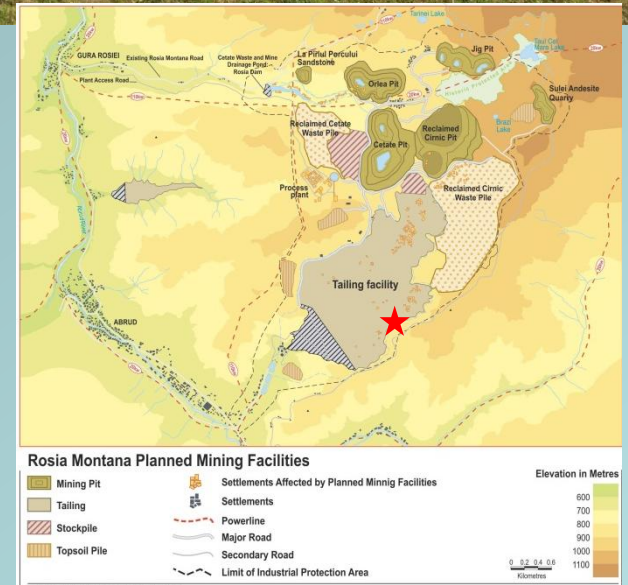 Tarinei Lake
GURA ROSIEI
Existing Rosia Montana Road
Plant Access Road
Cetate Waste and Mine
Drainage Pond:
Rosia Dam
La Piriul Porcului
Sandstone
Jig Pit
Orlea Pit
Sulei Andesite
Quarry
Brazi
Lake
Reclaimed Cetate
Waste Pile
Cetate Pit
Reclaimed
Cirnic Pit
Process
plant
Reclaimed Cirnic
Waste Pile
Tailing facility
ABRUD
Rosia Montana Planned Mining Facilities
Mining Pit
Tailing
Stockpile
Topsoil Pile
Settlements Affected by Planned Minnig Facilities
Settlements
Powerline
Major Road
Secondary Road
Limit of Industrial Protection Area
Elevation in Metres
600
700
800
900
1000
1100
0 0.2 0.4 0.6
Kilometres